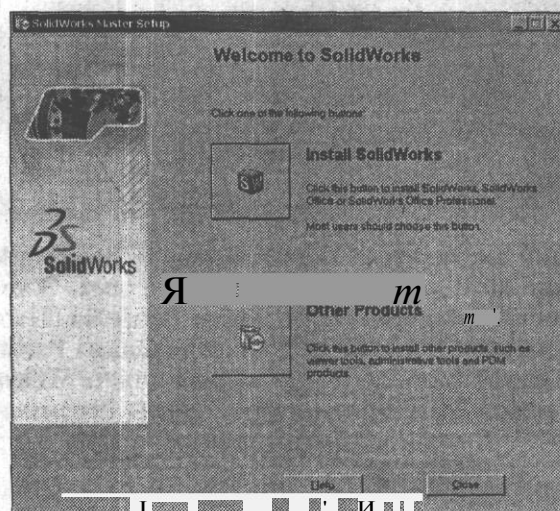 SolidWorks Master Setup
Welcome to SolidWorks
Click one of the following buttons:
Install SolidWorks
Click this button to install SolidWorks, SolidWorks
Office or SolidWorks Office Professional.
Most users should choose this button.
SolidWorks
Я m
Other Products
m '.
Click this button to install other products, such as
viewer tools, administrative tools and PDM
products.
Help Close